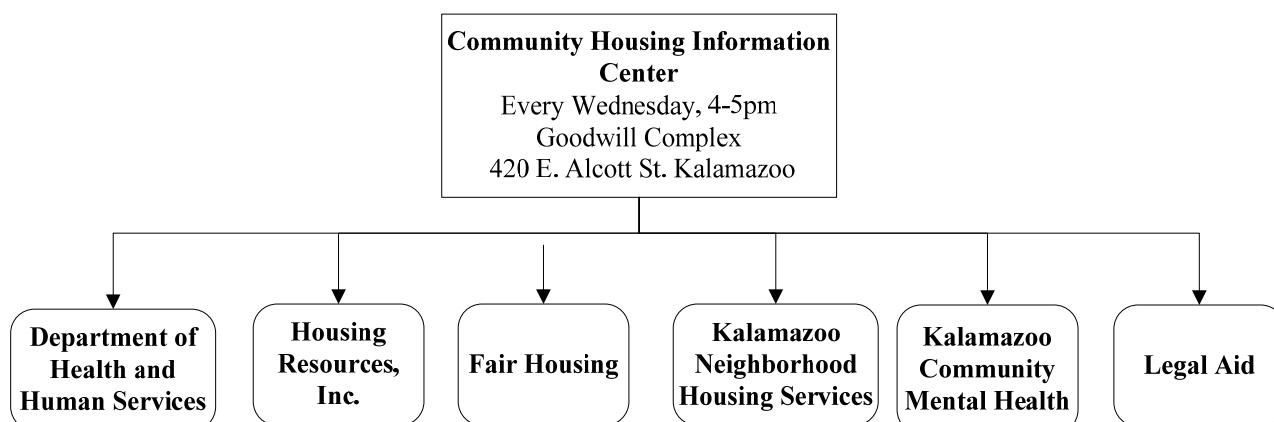 Community Housing Information
Center
Every Wednesday, 4-5pm
Goodwill Complex
420 E. Alcott St. Kalamazoo
Department of
Health and
Human Services
Housing
Resources,
Inc.
Fair Housing
Kalamazoo
Neighborhood
Housing Services
Kalamazoo
Community
Mental Health
Legal Aid